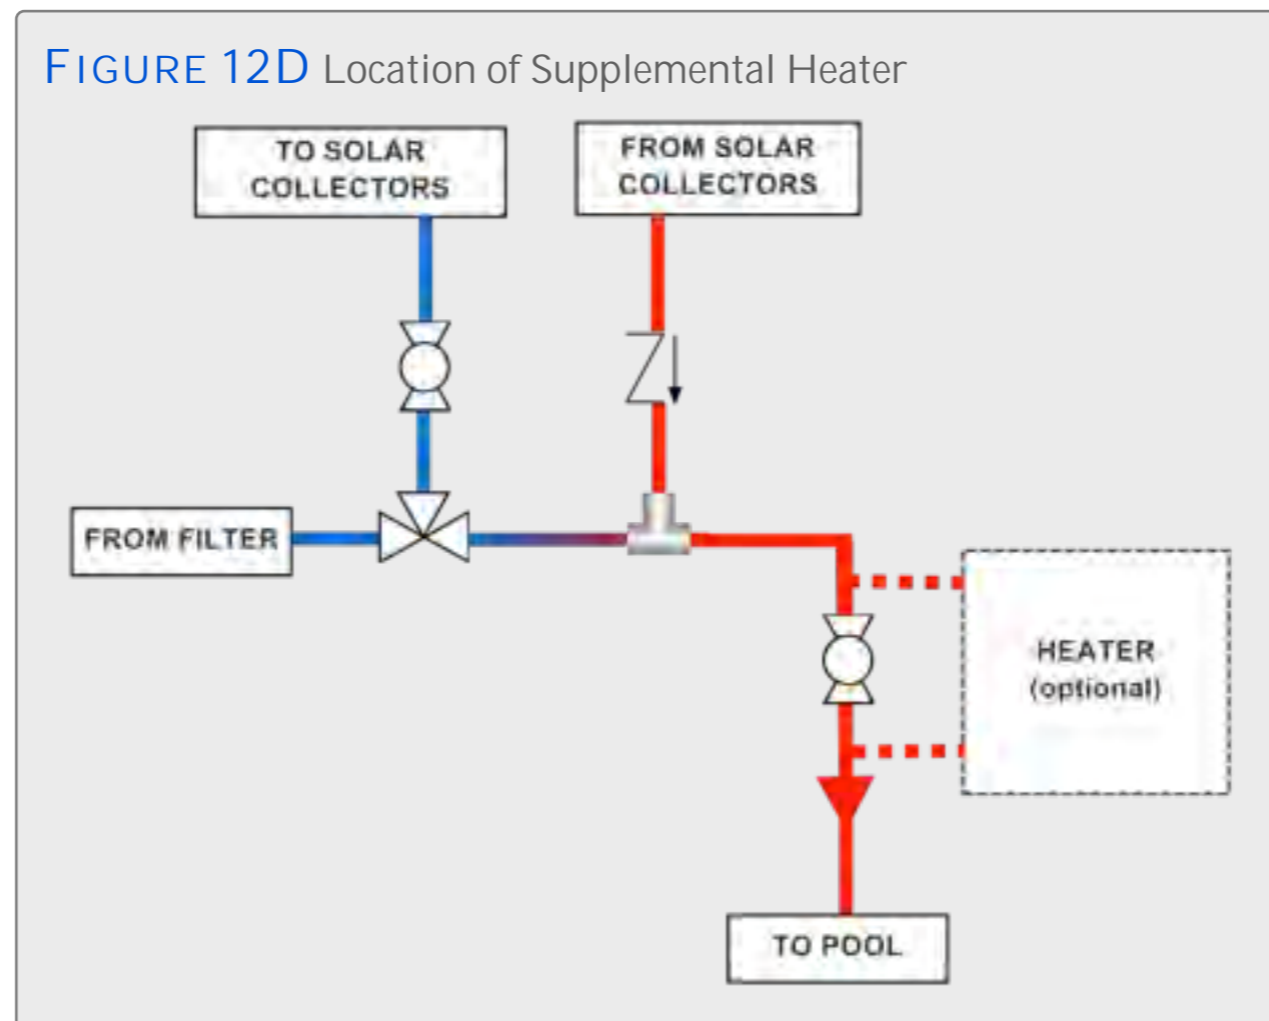 FIGURE 12D Location of Supplemental Heater
TO SOLAR
COLLECTORS
FROM SOLAR
COLLECTORS
FROM FILTER
HEATER
(optional)
TO POOL